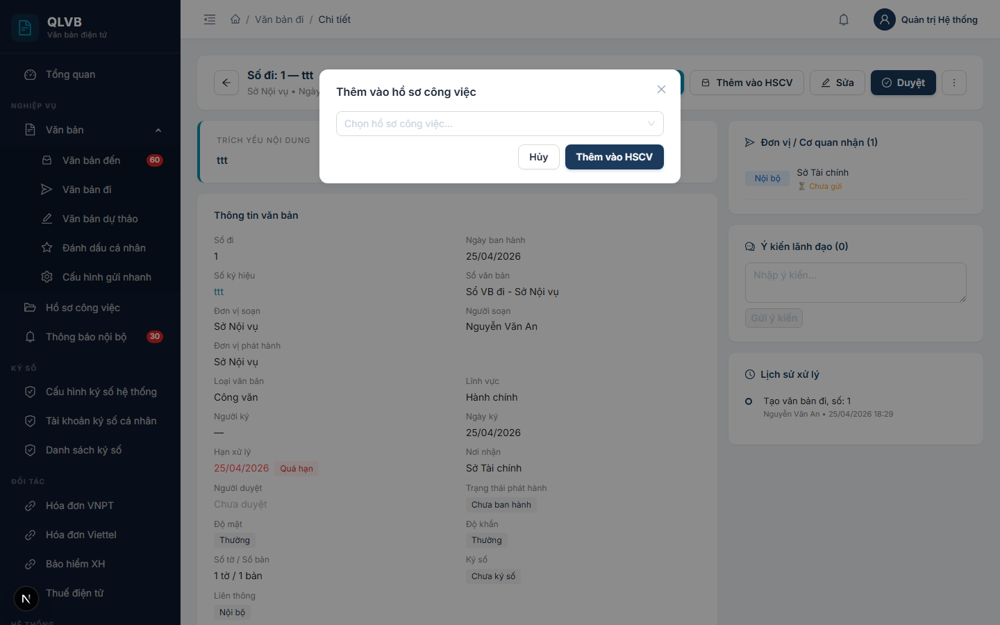 QLVB
Văn bản điện tử
Tổng quan
NGHIỆP VỤ
Văn bản
Văn bản đến 60
Văn bản đi
Văn bản dự thảo
Đánh dấu cá nhân
Cấu hình gửi nhanh
Hồ sơ công việc
Thông báo nội bộ 30
KÝ SỐ
Cấu hình ký số hệ thống
Tài khoản ký số cá nhân
Danh sách ký số
ĐỐI TÁC
Hóa đơn VNPT
Hóa đơn Viettel
Bảo hiểm XH
Thuế điện tử
HỆ THỐNG
N
/ Văn bản đi / Chi tiết
Quản trị Hệ thống
Số đi: 1 — ttt
Sở Nội vụ • Ngày
Thêm vào HSCV
Sửa
Duyệt
Thêm vào hồ sơ công việc
Chọn hồ sơ công việc...
Hủy
Thêm vào HSCV
TRÍCH YẾU NỘI DUNG
ttt
Thông tin văn bản
Số đi
1
Ngày ban hành
25/04/2026
Số ký hiệu
ttt
Sổ văn bản
Sổ VB đi - Sở Nội vụ
Đơn vị soạn
Sở Nội vụ
Người soạn
Nguyễn Văn An
Đơn vị phát hành
Sở Nội vụ
Loại văn bản
Công văn
Lĩnh vực
Hành chính
Người ký
—
Ngày ký
25/04/2026
Hạn xử lý
25/04/2026 Quá hạn
Nơi nhận
Sở Tài chính
Người duyệt
Chưa duyệt
Trạng thái phát hành
Chưa ban hành
Độ mật
Thường
Độ khẩn
Thường
Số tờ / Số bản
1 tờ / 1 bản
Ký số
Chưa ký số
Liên thông
Nội bộ
Đơn vị / Cơ quan nhận (1)
Nội bộ
Sở Tài chính
⏳ Chưa gửi
Ý kiến lãnh đạo (0)
Nhập ý kiến...
Gửi ý kiến
Lịch sử xử lý
Tạo văn bản đi, số: 1
Nguyễn Văn An • 25/04/2026 18:29